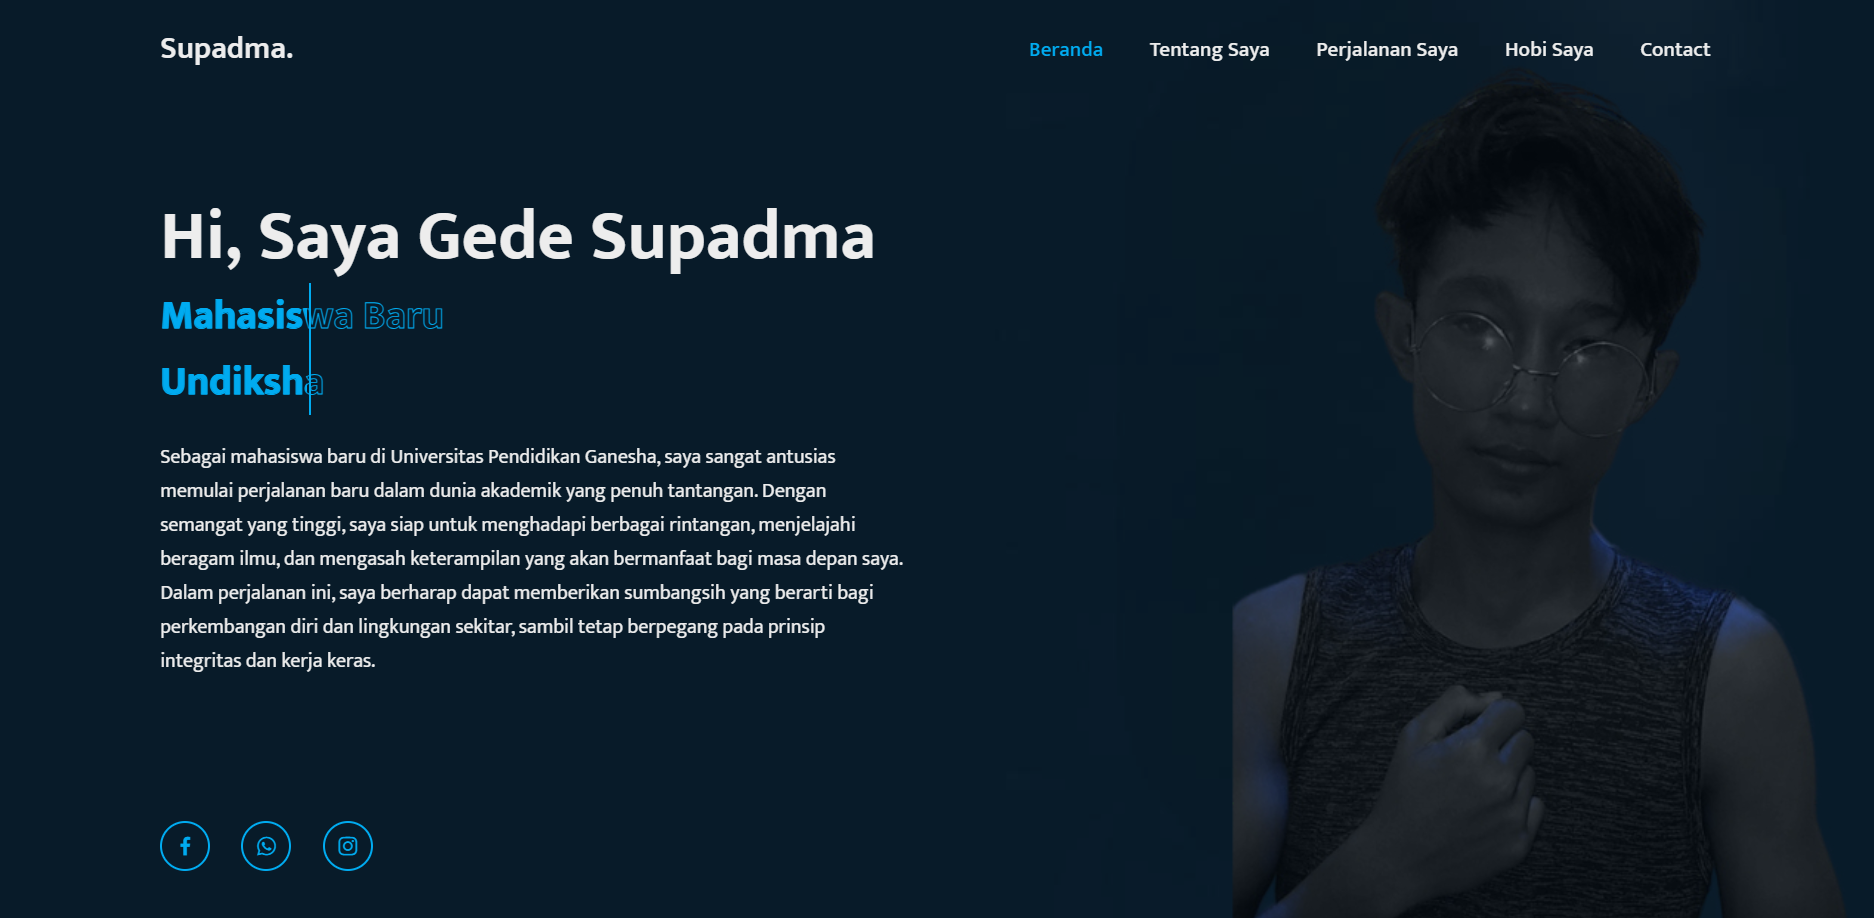 Supadma.
Beranda Tentang Saya Perjalanan Saya Hobi Saya Contact
Hi, Saya Gede Supadma
Mahasiswa Baru
Undiksha
Sebagai mahasiswa baru di Universitas Pendidikan Ganesha, saya sangat antusias
memulai perjalanan baru dalam dunia akademik yang penuh tantangan. Dengan
semangat yang tinggi, saya siap untuk menghadapi berbagai rintangan, menjelajahi
beragam ilmu, dan mengasah keterampilan yang akan bermanfaat bagi masa depan saya.
Dalam perjalanan ini, saya berharap dapat memberikan sumbangsih yang berarti bagi
perkembangan diri dan lingkungan sekitar, sambil tetap berpegang pada prinsip
integritas dan kerja keras.